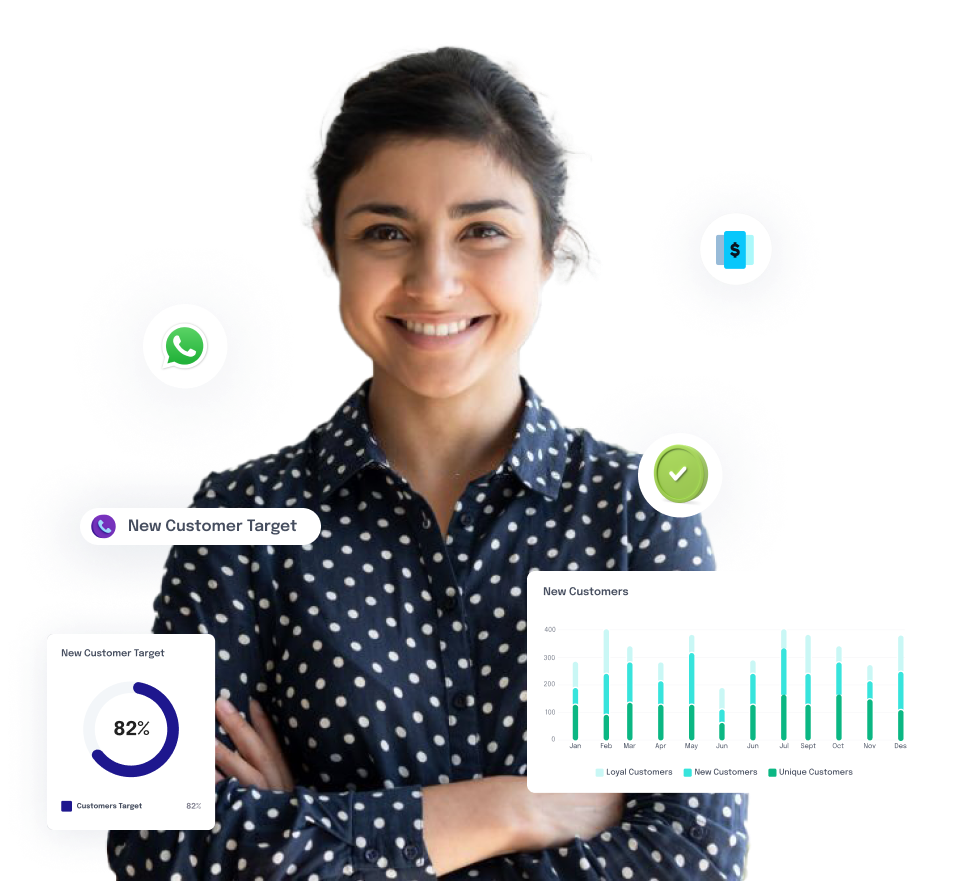 $
New Customer Target
New Customers
400
300
200
100
0
Jan Feb Mar Apr May Jun Jun Jul Sept Oct Nov Des
Loyal Customers New Customers Unique Customers
New Customer Target
82%
Customers Target 82%